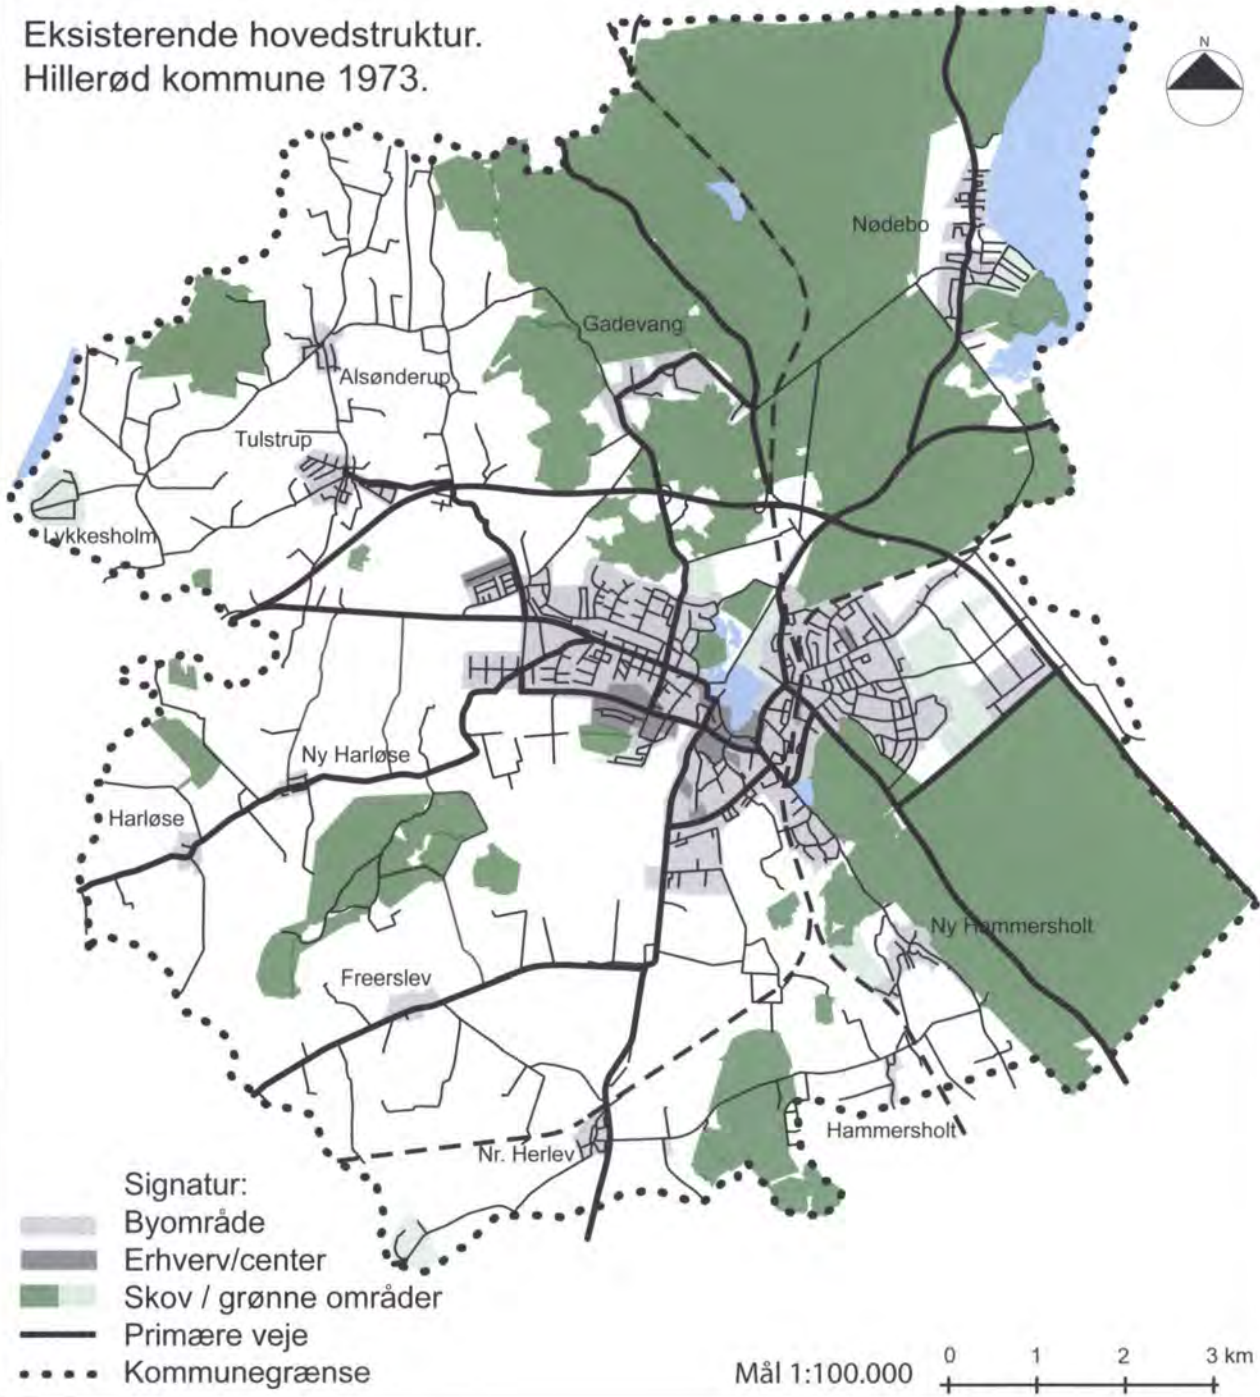 Eksisterende hovedstruktur.
Hillerød kommune 1973.
N
Nødebo
Gadevang
Alsønderup
Tulstrup
Lykkesholm
Ny Harløse
Harløse
Ny Hammersholt
Freerslev
Hammersholt
Nr. Herlev
Signatur:
Byområde
Erhverv/center
Skov / grønne områder
Primære veje
Kommunegrænse
Mål 1:100.000
0 1 2 3 km